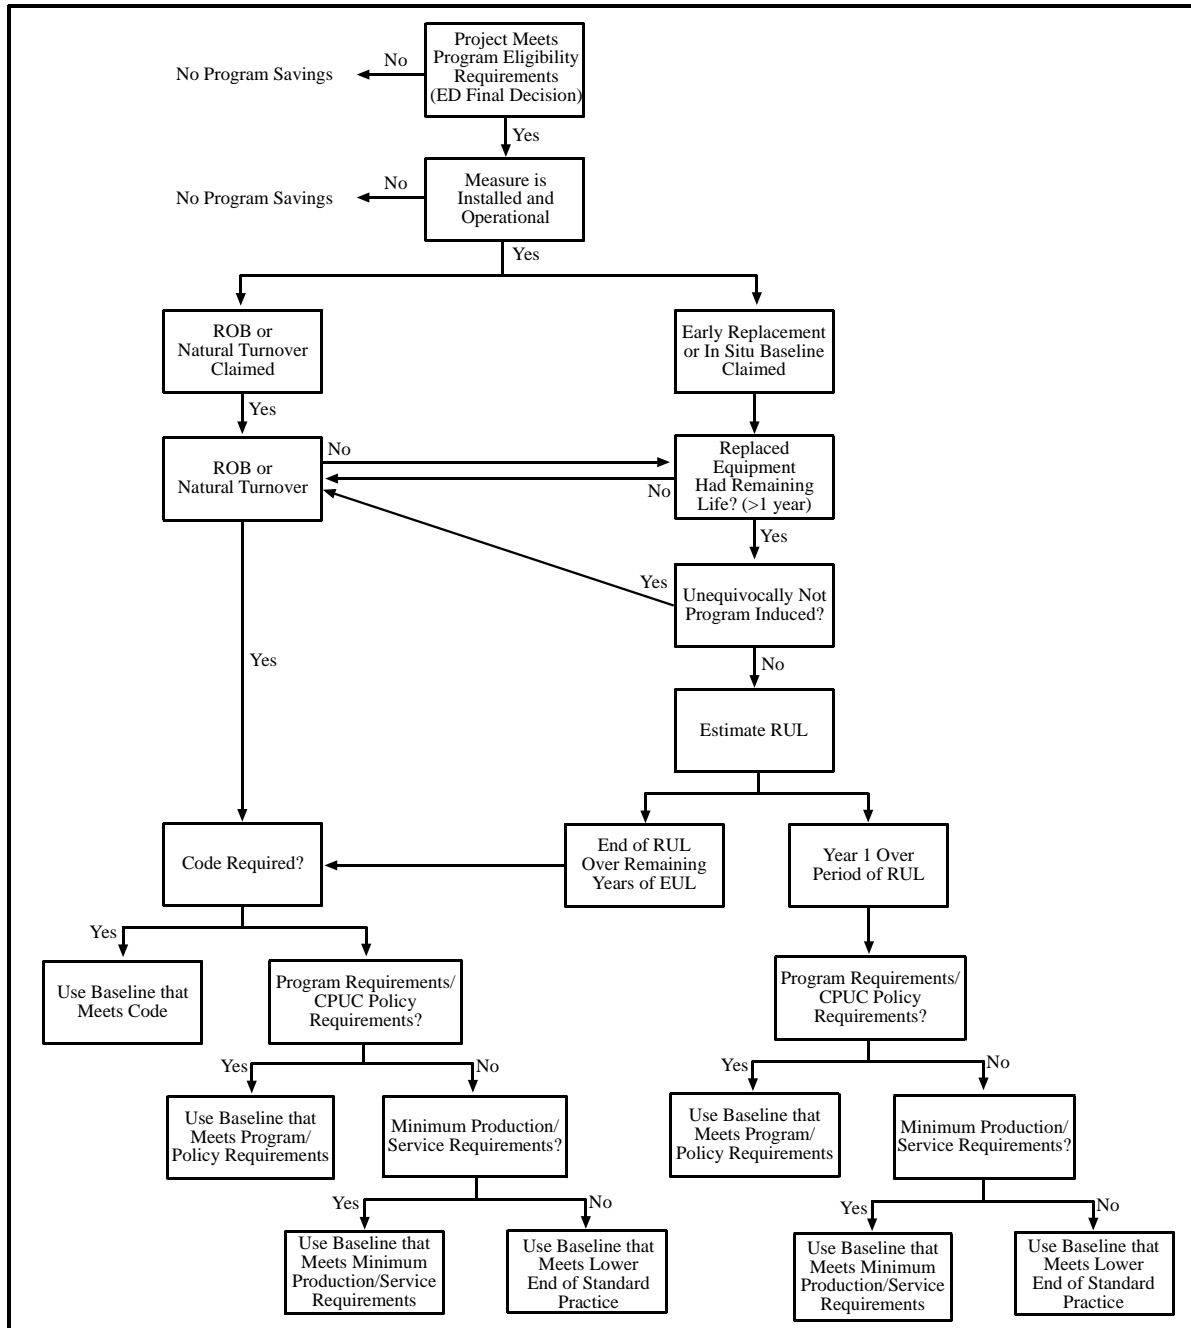 Project Meets
Program Eligibility
Requirements
(ED Final Decision)
No
No Program Savings
Yes
Measure is
Installed and
Operational
No
No Program Savings
Yes
ROB or
Natural Turnover
Claimed
Early Replacement
or In Situ Baseline
Claimed
Yes
ROB or
Natural Turnover
No
No
Replaced
Equipment
Had Remaining
Life? (>1 year)
Yes
Yes
Unequivocally Not
Program Induced?
Yes
No
Estimate RUL
Code Required?
End of RUL
Over Remaining
Years of EUL
Year 1 Over
Period of RUL
Yes
Use Baseline that
Meets Code
Program Requirements/
CPUC Policy
Requirements?
Program Requirements/
CPUC Policy
Requirements?
Yes
No
Yes
No
Use Baseline that
Meets Program/
Policy Requirements
Minimum Production/
Service Requirements?
Use Baseline that
Meets Program/
Policy Requirements
Minimum Production/
Service Requirements?
Yes
No
Yes
No
Use Baseline that
Meets Minimum
Production/Service
Requirements
Use Baseline that
Meets Lower
End of Standard
Practice
Use Baseline that
Meets Minimum
Production/Service
Requirements
Use Baseline that
Meets Lower
End of Standard
Practice